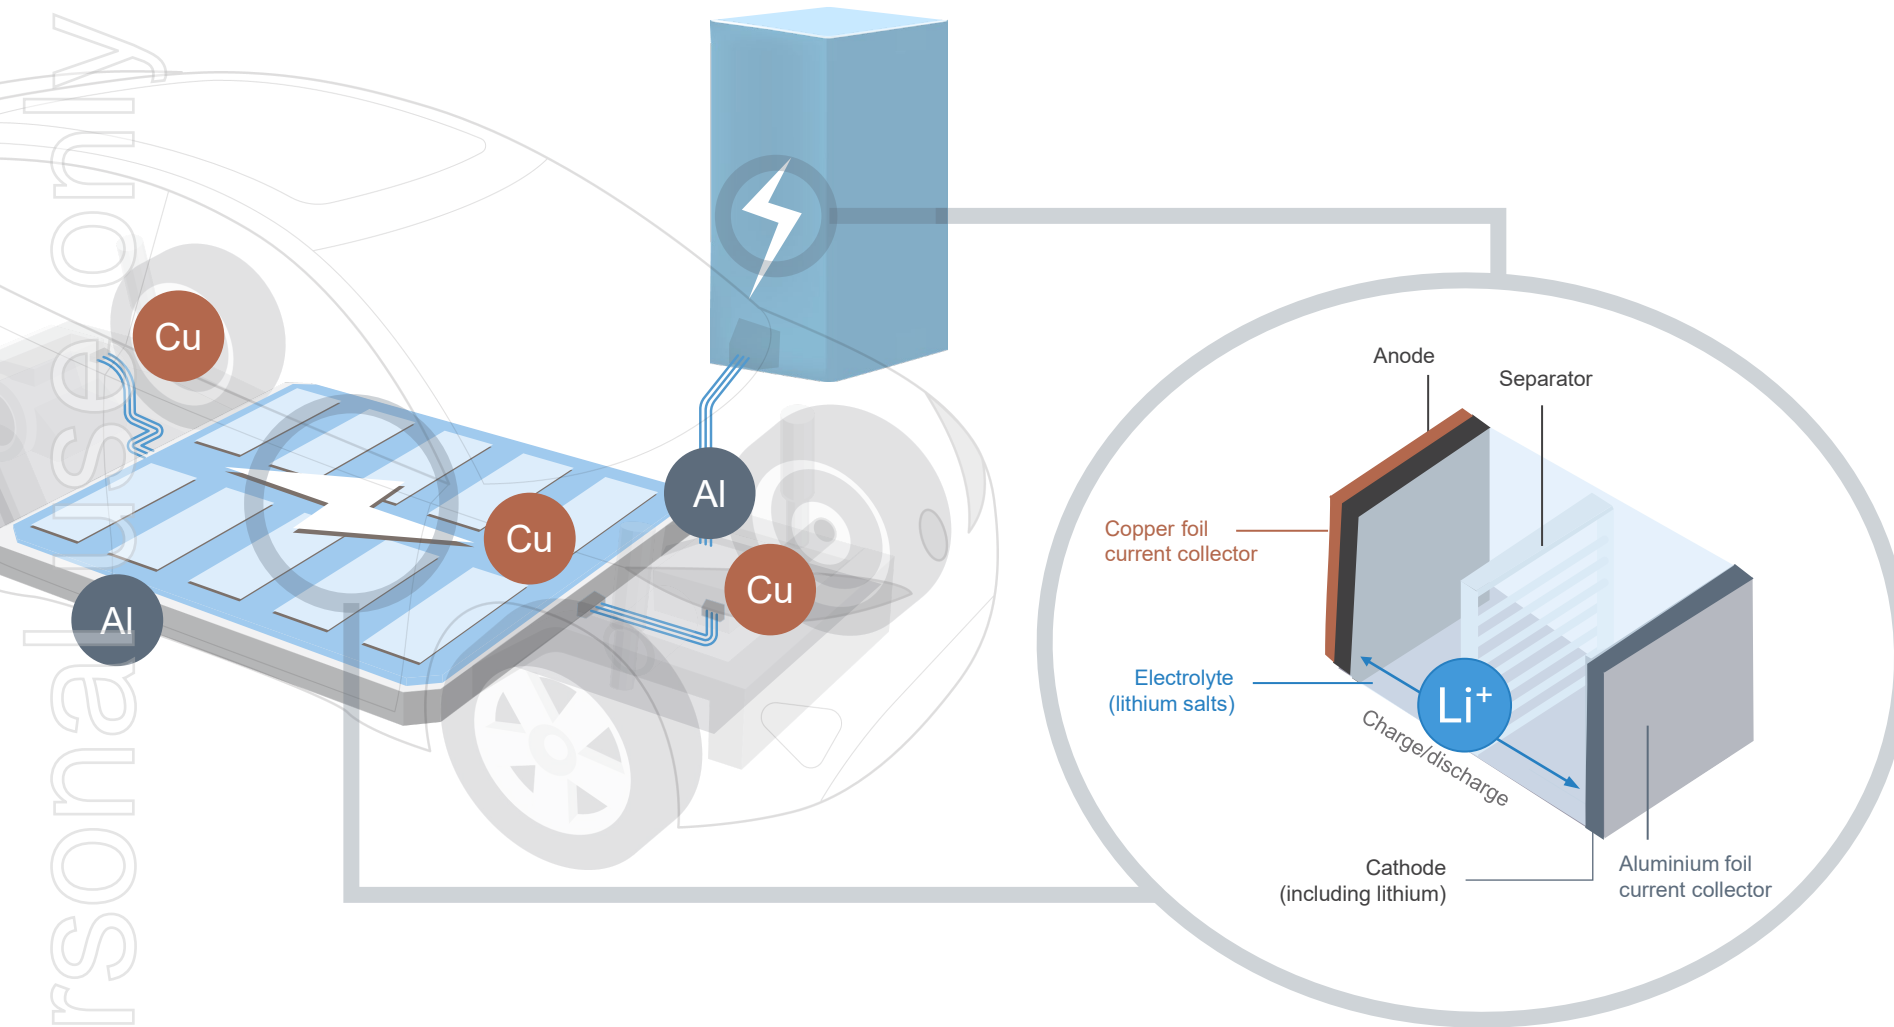 rsonal use only
Cu
Al
Cu
Al
Cu
Anode
Separator
Copper foil
current collector
Electrolyte
(lithium salts)
Li⁺
Charge/discharge
Cathode
(including lithium)
Aluminium foil
current collector